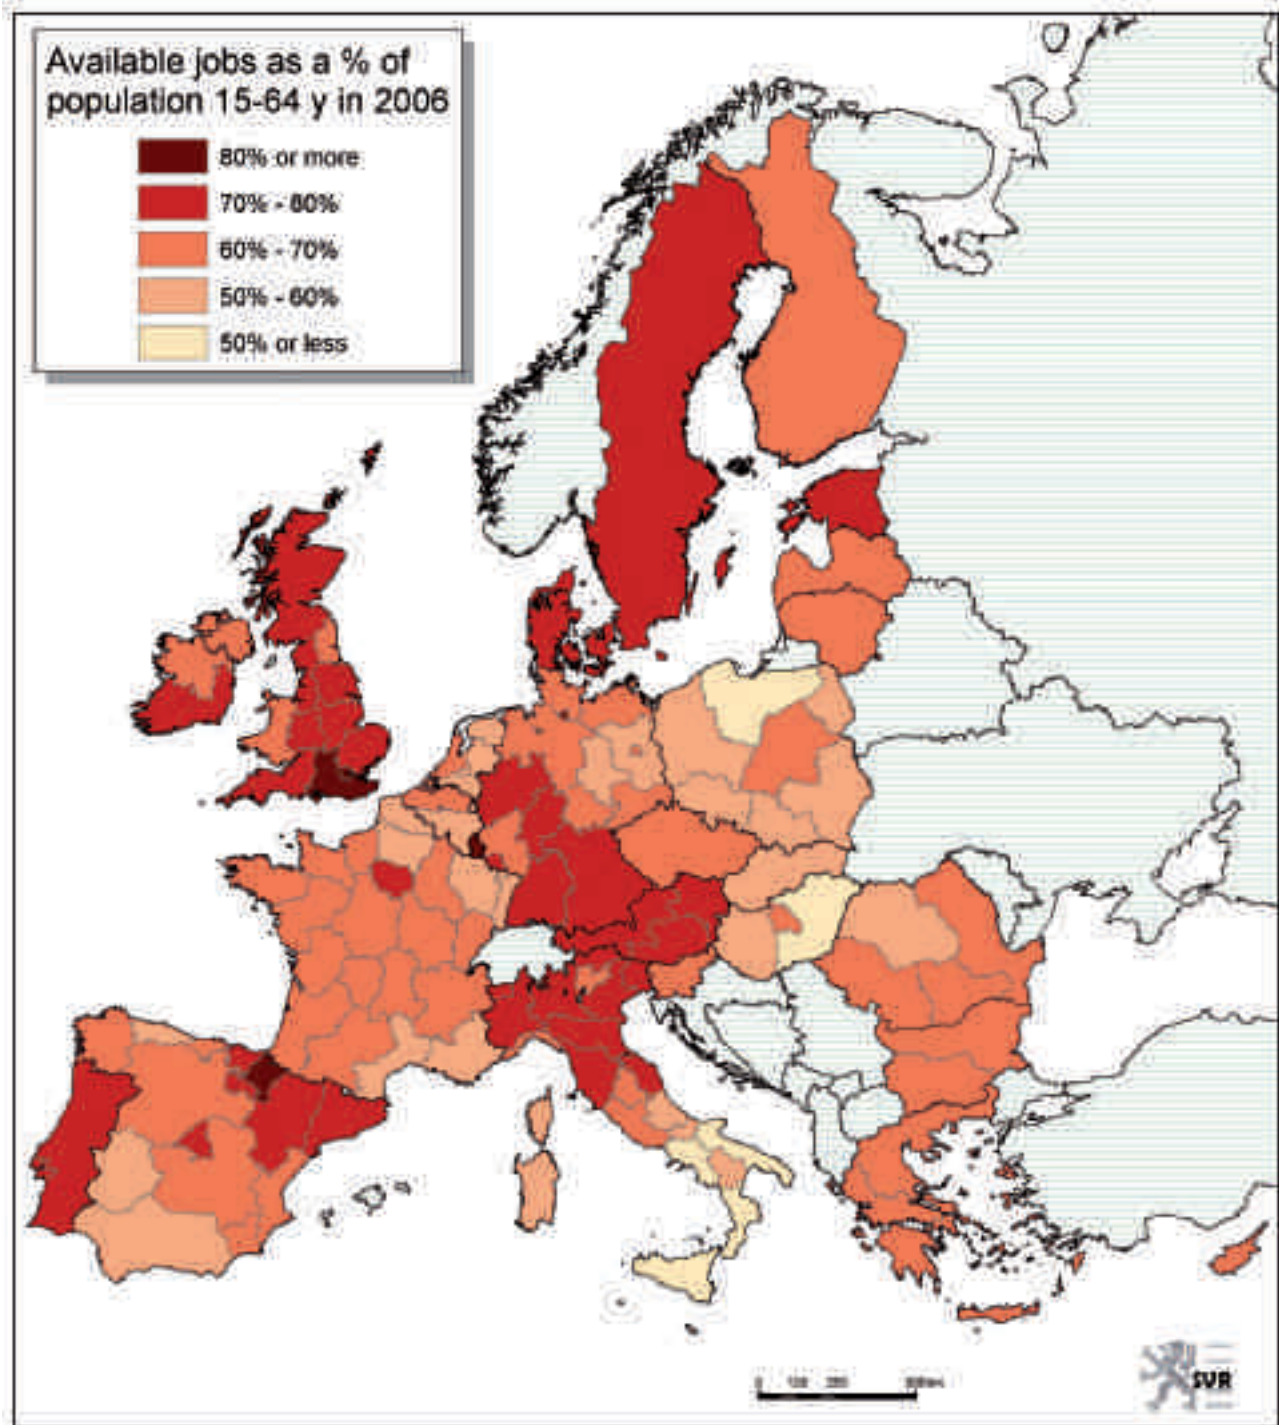 Available jobs as a % of
population 15-64 y in 2006
80% or more
70% - 80%
60% - 70%
50% - 60%
50% or less
0
SVR